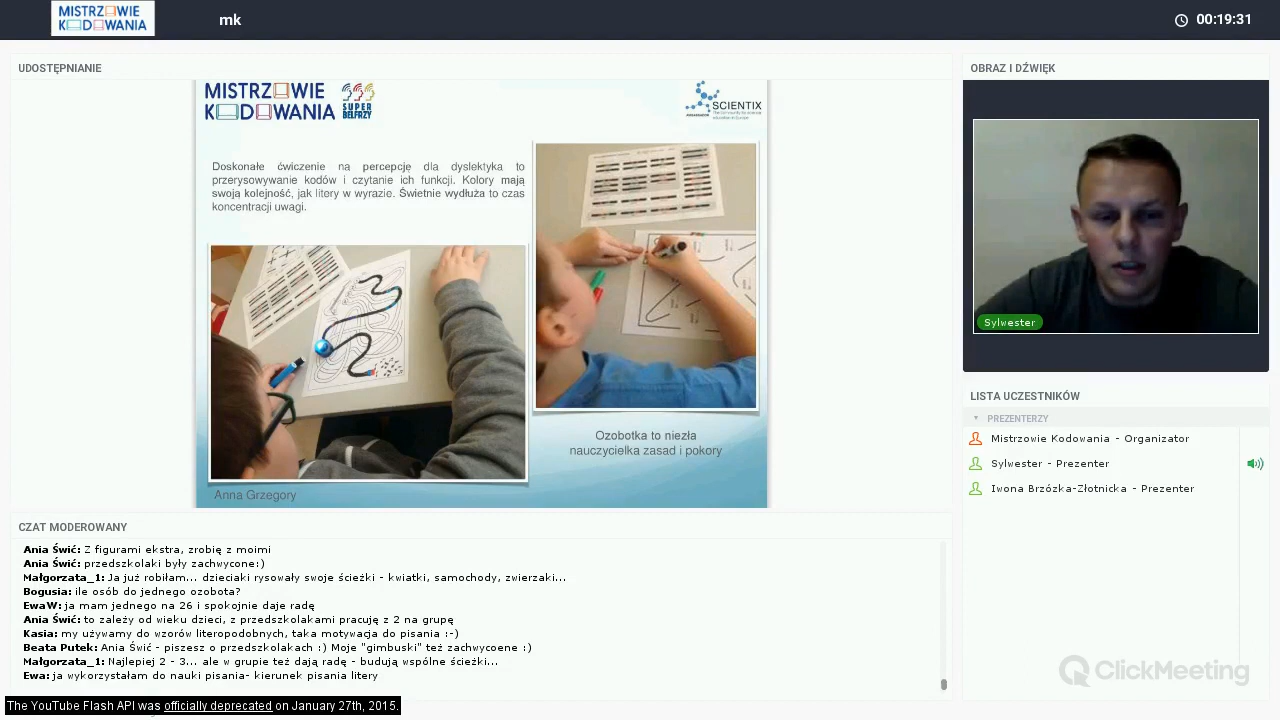 MISTRZOWIE
KODOWANIA
mk
00:19:31
UDOSTĘPNIANIE
MISTRZOWIE
KODOWANIA
SUPER
BELFRZY
SCIENTIX
Doskonałe ćwiczenie na percepcję dla dyslektyka to
przerysowywanie kodów i czytanie ich funkcji. Kolory mają
swoja kolejność, jak litery w wyrazie. Świetnie wydłuża to czas
koncentracji uwagi.
Ozobotka to niezła
nauczycielka zasad i pokory
Anna Grzegory
OBRAZ I DŹWIĘK
Sylwester
LISTA UCZESTNIKÓW
PREZENTERZY
Mistrzowie Kodowania - Organizator
Sylwester - Prezenter
Iwona Brzózka-Złotnicka - Prezenter
CZAT MODEROWANY
Ania Świć: Z figurami ekstra, zrobię z moimi
Ania Świć: przedszkolaki były zachwycone:)
Małgorzata_1: Ja już robiłam... dzieciaki rysowały swoje ścieżki - kwiatki, samochody, zwierzaki...
Bogusia: ile osób do jednego ozobota?
EwaW: ja mam jednego na 26 i spokojnie daje radę
Ania Świć: to zależy od wieku dzieci, z przedszkolakami pracuję z 2 na grupę
Kasia: my używamy do wzorów literopodobnych, taka motywacja do pisania :-)
Beata Putek: Ania Świć - piszesz o przedszkolakach :) Moje "gimbuski" też zachwycoene :)
Małgorzata_1: Najlepiej 2 - 3... ale w grupie też dają radę - budują wspólne ścieżki...
Ewa: ja wykorzystałam do nauki pisania- kierunek pisania litery
ClickMeeting
The YouTube Flash API was officially deprecated on January 27th, 2015.